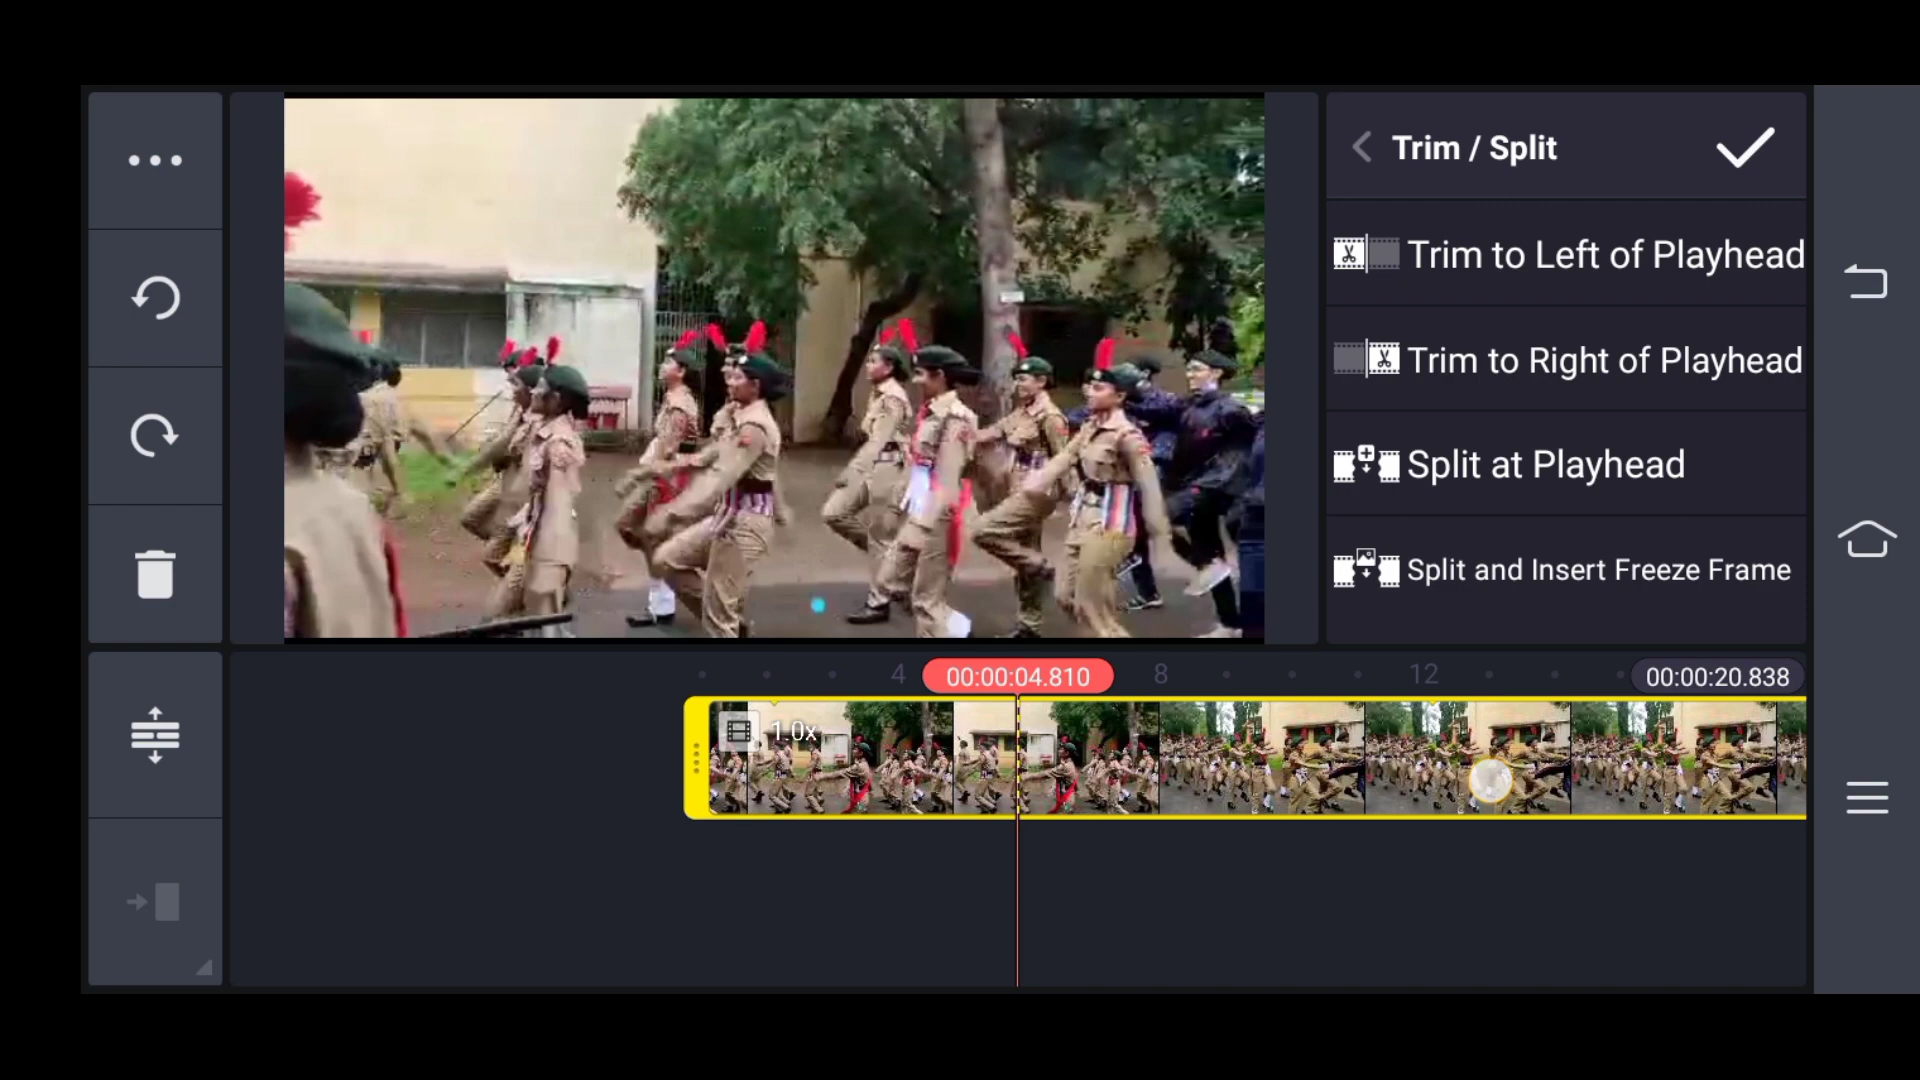 Trim / Split
Trim to Left of Playhead
Trim to Right of Playhead
Split at Playhead
Split and Insert Freeze Frame
4
00:00:04.810
8
12
00:00:20.838
1.0x